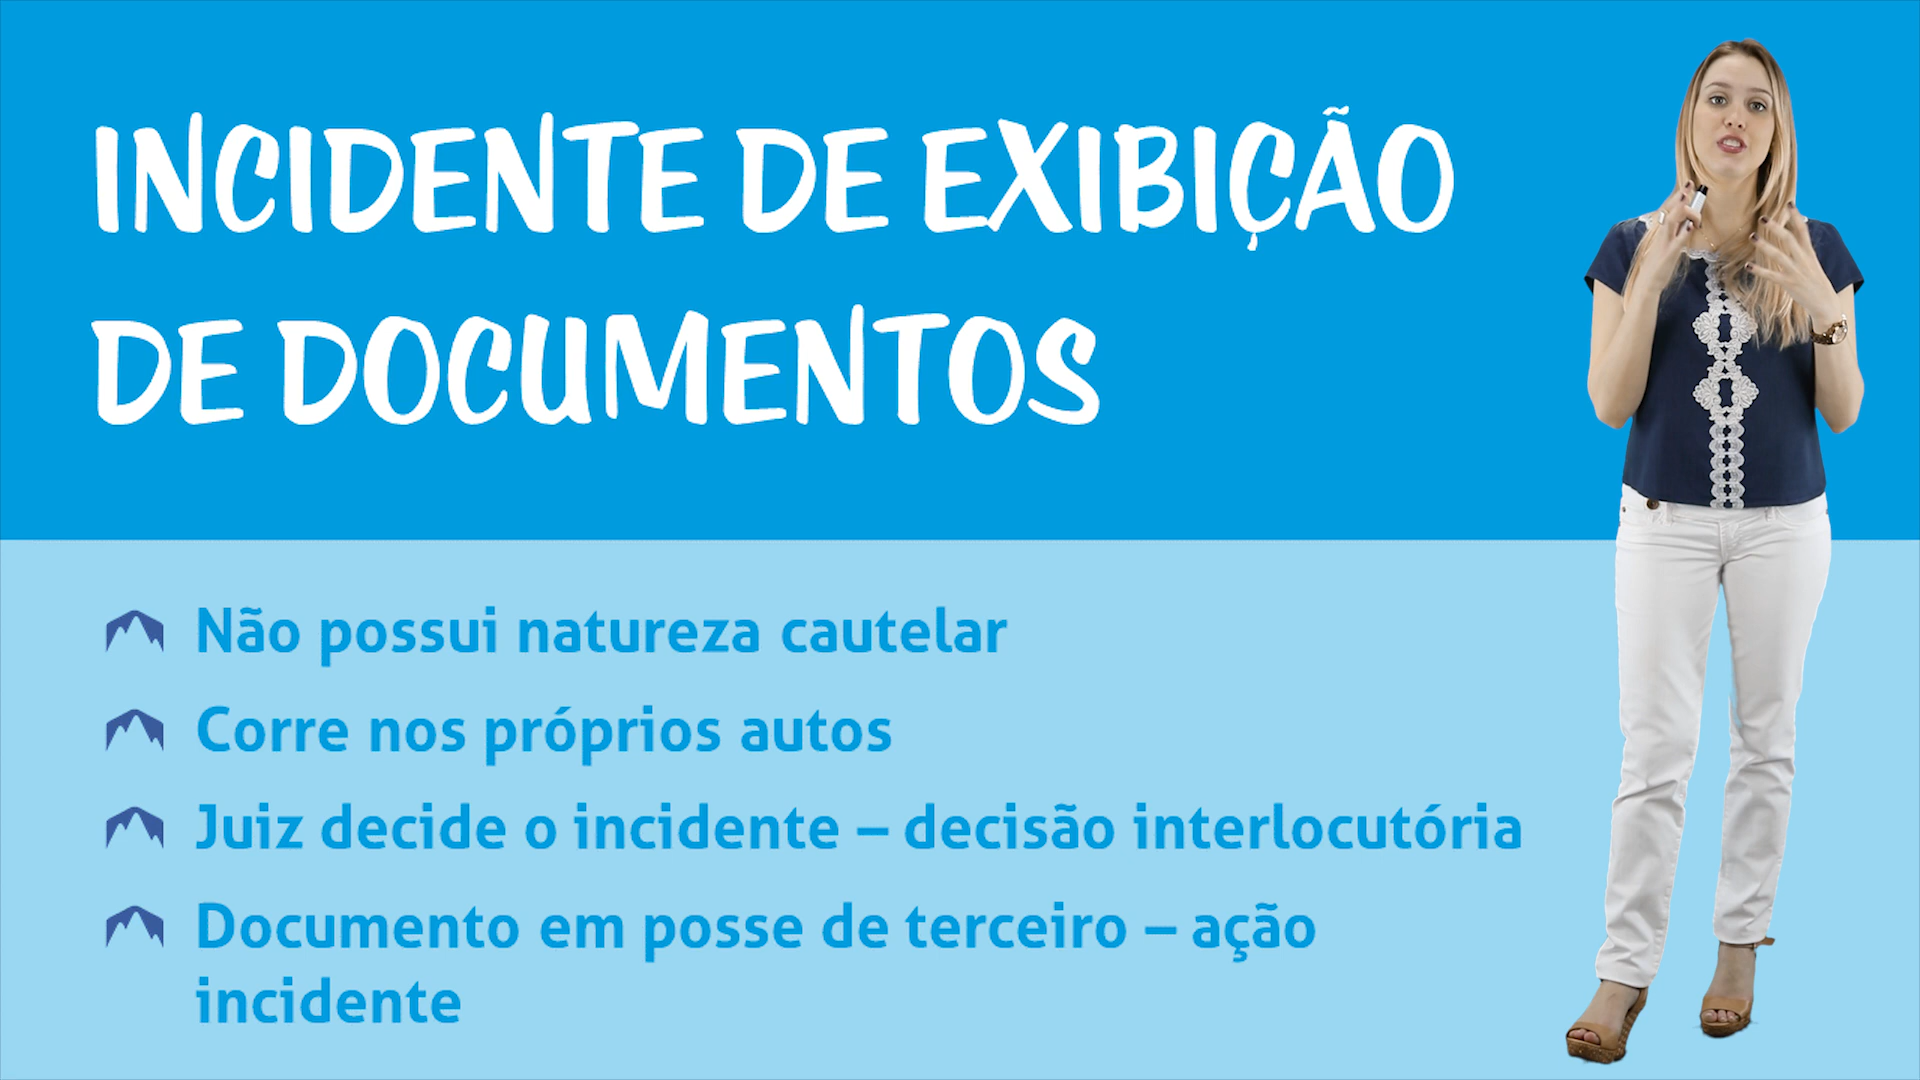 INCIDENTE DE EXIBIÇÃO
DE DOCUMENTOS
Não possui natureza cautelar
Corre nos próprios autos
Juiz decide o incidente – decisão interlocutória
Documento em posse de terceiro – ação
incidente